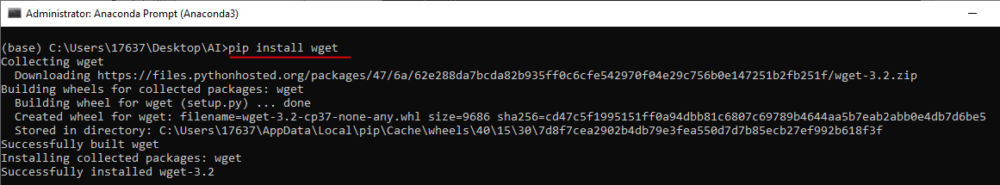 Administrator: Anaconda Prompt (Anaconda3)
(base) C:\Users\17637\Desktop\AI>pip install wget
Collecting wget
Downloading https://files.pythonhosted.org/packages/47/6a/62e288da7bcda82b935ff0c6cfe542970f04e29c756b0e147251b2fb251f/wget-3.2.zip
Building wheels for collected packages: wget
Building wheel for wget (setup.py) ... done
Created wheel for wget: filename=wget-3.2-cp37-none-any.whl size=9686 sha256=cd47c5f1995151ff0a94dbb81c6807c69789b4644aa5b7eab2abb0e4db7d6be5
Stored in directory: C:\Users\17637\AppData\Local\pip\Cache\wheels\40\15\30\7d8f7cea2902b4db79e3fea550d7d7b85ecb27ef992b618f3f
Successfully built wget
Installing collected packages: wget
Successfully installed wget-3.2